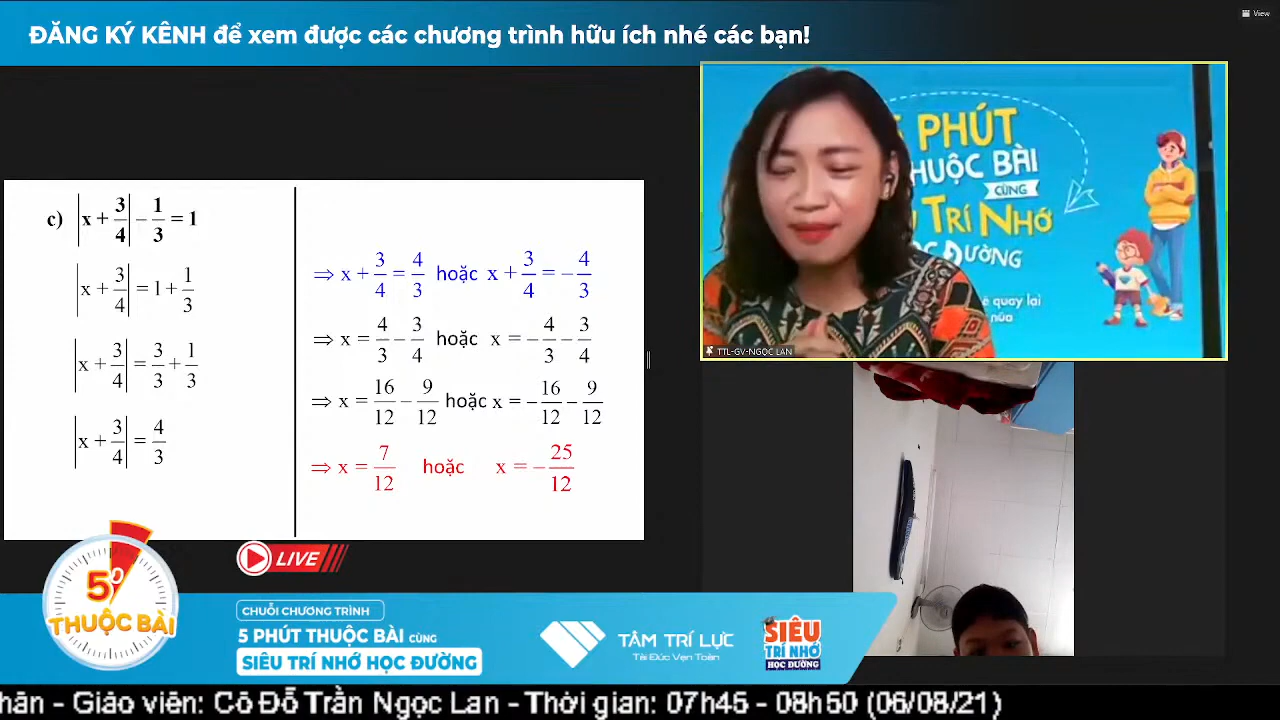 View
ĐĂNG KÝ KÊNH để xem được các chương trình hữu ích nhé các bạn!
PHÚT
HUỘC BÀI
CÙNG
TRÍ NHỚ
ỌC ĐƯỜNG
ẽ quay lại
nữa
TTL-GV-NGỌC LAN
c) |x + 3/4| − 1/3 = 1
|x + 3/4| = 1 + 1/3
|x + 3/4| = 3/3 + 1/3
|x + 3/4| = 4/3
⇒ x + 3/4 = 4/3 hoặc x + 3/4 = −4/3
⇒ x = 4/3 − 3/4 hoặc x = −4/3 − 3/4
⇒ x = 16/12 − 9/12 hoặc x = −16/12 − 9/12
⇒ x = 7/12 hoặc x = −25/12
5'
THUỘC BÀI
LIVE
CHUỖI CHƯƠNG TRÌNH
5 PHÚT THUỘC BÀI CÙNG
SIÊU TRÍ NHỚ HỌC ĐƯỜNG
TÂM TRÍ LỰC
Tài Đức Vẹn Toàn
SIÊU
TRÍ NHỚ
HỌC ĐƯỜNG
hân - Giáo viên: Cô Đỗ Trần Ngọc Lan - Thời gian: 07h45 - 08h50 (06/08/21)